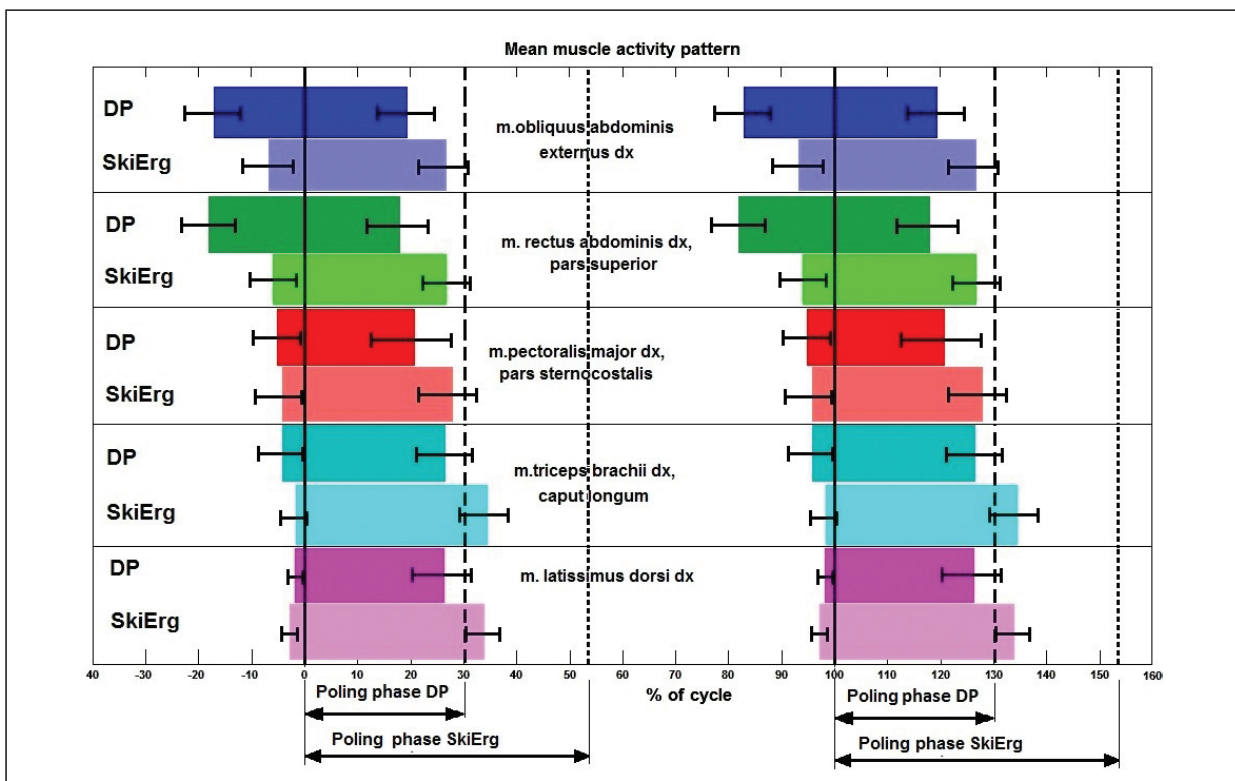 Mean muscle activity pattern
DP
m.obliquus abdominis
externus dx
SkiErg
DP
m. rectus abdominis dx,
pars superior
SkiErg
DP
m.pectoralis major dx,
pars sternocostalis
SkiErg
DP
m.triceps brachii dx,
caput longum
SkiErg
DP
m. latissimus dorsi dx
SkiErg
40 -30 -20 -10 0 10 20 30 40 50 60 70 80 90 100 110 120 130 140 150 160
% of cycle
Poling phase DP Poling phase DP
Poling phase SkiErg Poling phase SkiErg